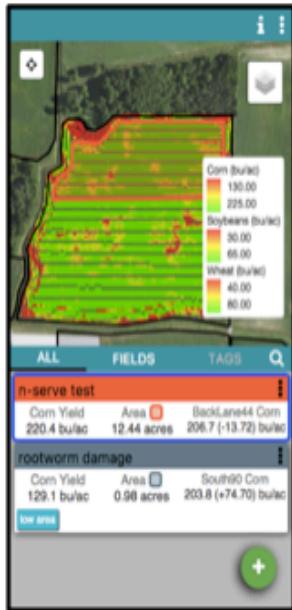 i
Corn (bu/ac)
130.00
225.00
Soybeans (bu/ac)
30.00
65.00
Wheat (bu/ac)
40.00
80.00
ALL FIELDS TAGS
n-serve test
Corn Yield Area BackLane44 Corn
220.4 bu/ac 12.44 acres 206.7 (-13.72) bu/ac
rootworm damage
Corn Yield Area South90 Corn
129.1 bu/ac 0.98 acres 203.8 (+74.70) bu/ac
low area
+